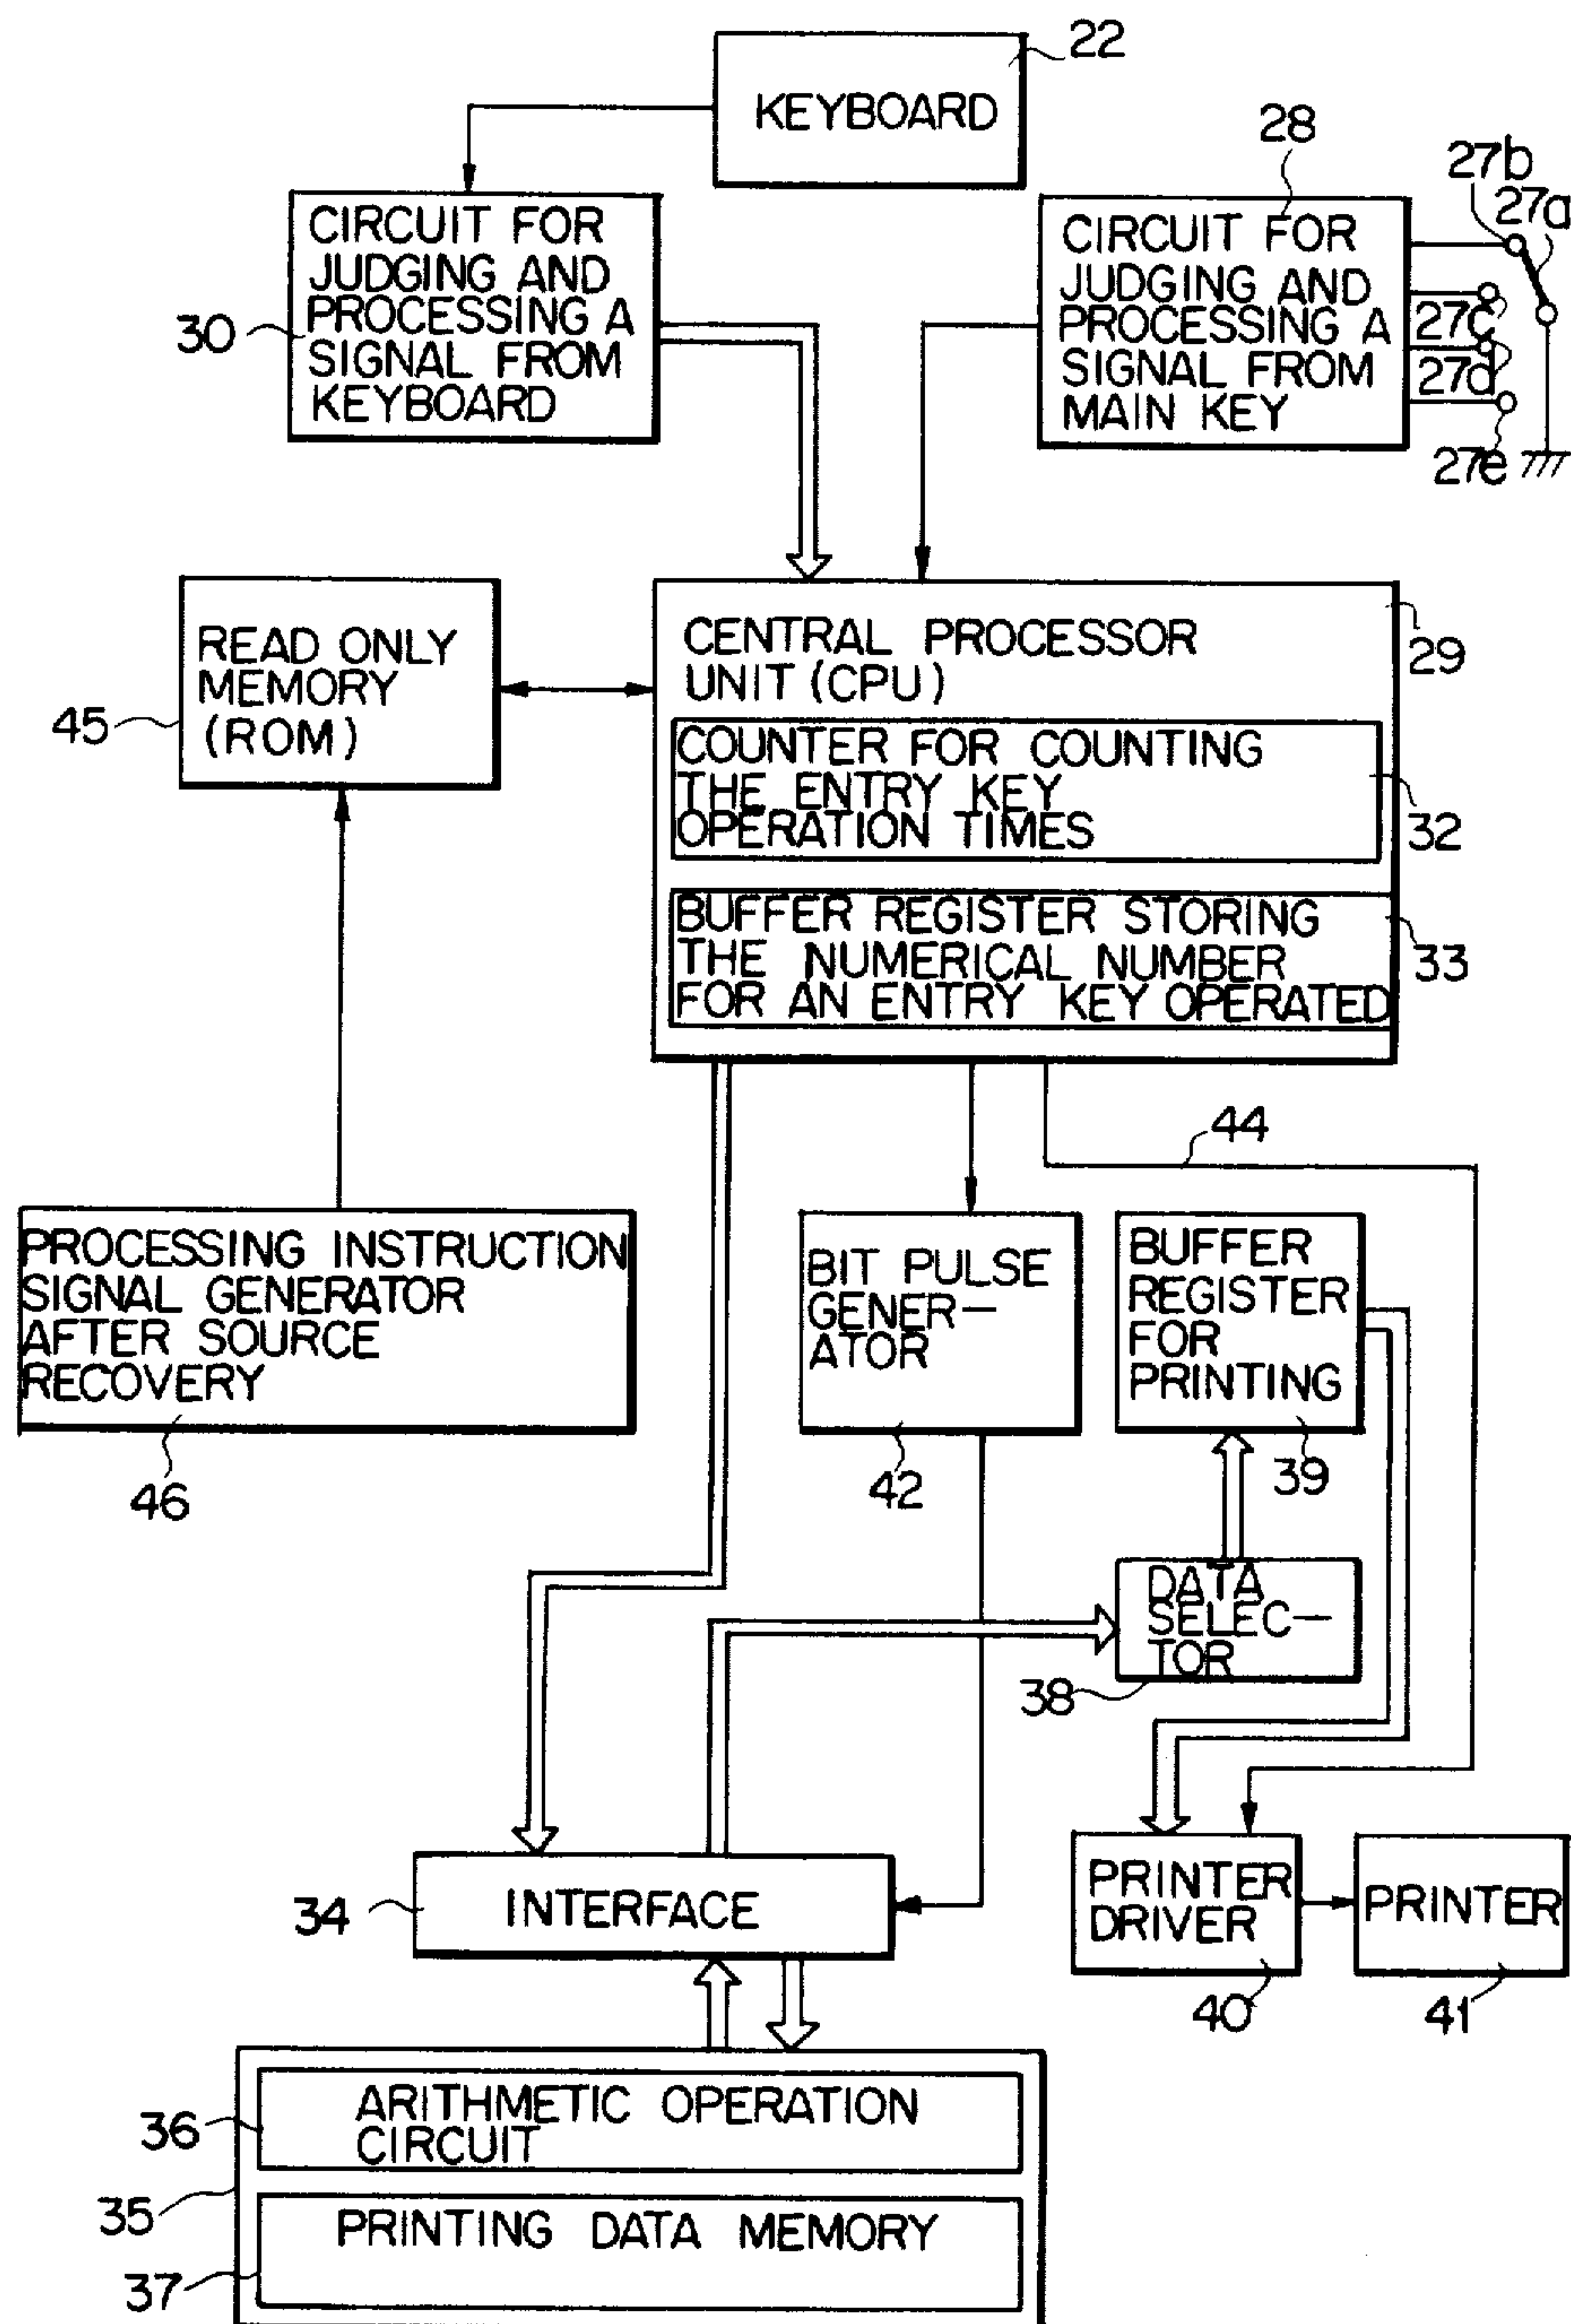 22
KEYBOARD
28
27b
27a
CIRCUIT FOR
JUDGING AND
PROCESSING A
SIGNAL FROM
KEYBOARD
30
CIRCUIT FOR
JUDGING AND
PROCESSING A
SIGNAL FROM
MAIN KEY
27c
27d
27e
READ ONLY
MEMORY
(ROM)
45
CENTRAL PROCESSOR
UNIT (CPU)
29
COUNTER FOR COUNTING
THE ENTRY KEY
OPERATION TIMES
32
BUFFER REGISTER STORING
THE NUMERICAL NUMBER
FOR AN ENTRY KEY OPERATED
33
44
PROCESSING INSTRUCTION
SIGNAL GENERATOR
AFTER SOURCE
RECOVERY
46
BIT PULSE
GENER-
ATOR
42
BUFFER
REGISTER
FOR
PRINTING
39
DATA
SELEC-
TOR
38
34
INTERFACE
PRINTER
DRIVER
40
PRINTER
41
36
ARITHMETIC OPERATION
CIRCUIT
35
PRINTING DATA MEMORY
37